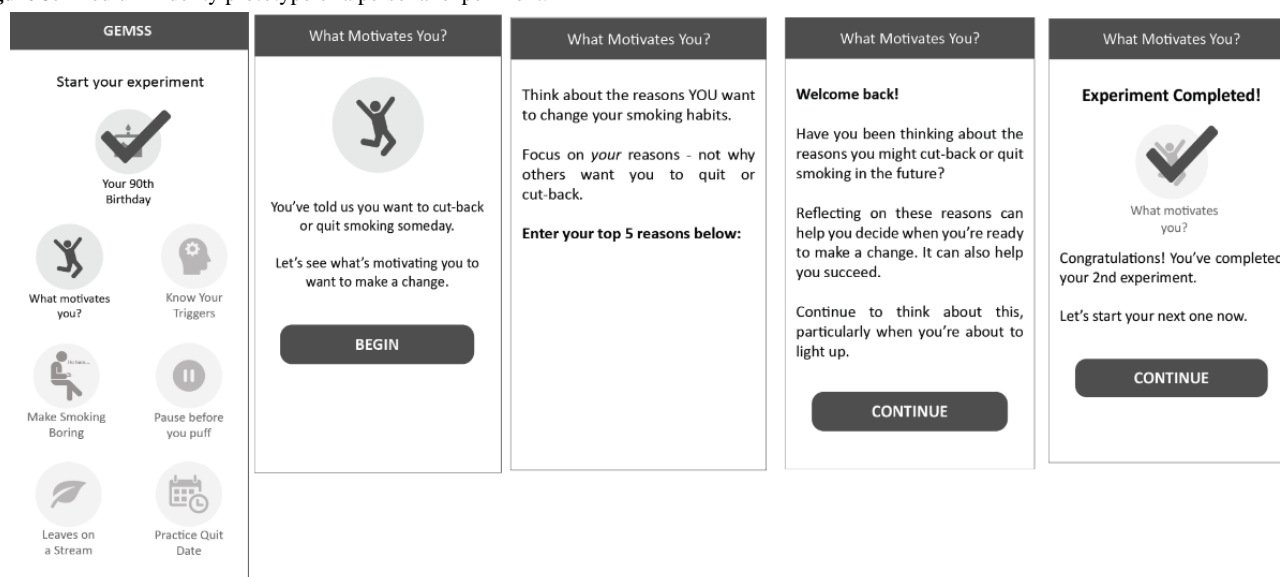 fidelity prototype of a personal experiment.
GEMSS
Start your experiment
Your 90th
Birthday
What motivates
you?
Know Your
Triggers
Make Smoking
Boring
Pause before
you puff
Leaves on
a Stream
Practice Quit
Date
What Motivates You?
You've told us you want to cut-back
or quit smoking someday.
Let's see what's motivating you to
want to make a change.
BEGIN
What Motivates You?
Think about the reasons YOU want
to change your smoking habits.
Focus on your reasons - not why
others want you to quit or
cut-back.
Enter your top 5 reasons below:
What Motivates You?
Welcome back!
Have you been thinking about the
reasons you might cut-back or quit
smoking in the future?
Reflecting on these reasons can
help you decide when you're ready
to make a change. It can also help
you succeed.
Continue to think about this,
particularly when you're about to
light up.
CONTINUE
What Motivates You?
Experiment Completed!
What motivates
you?
Congratulations! You've completed
your 2nd experiment.
Let's start your next one now.
CONTINUE